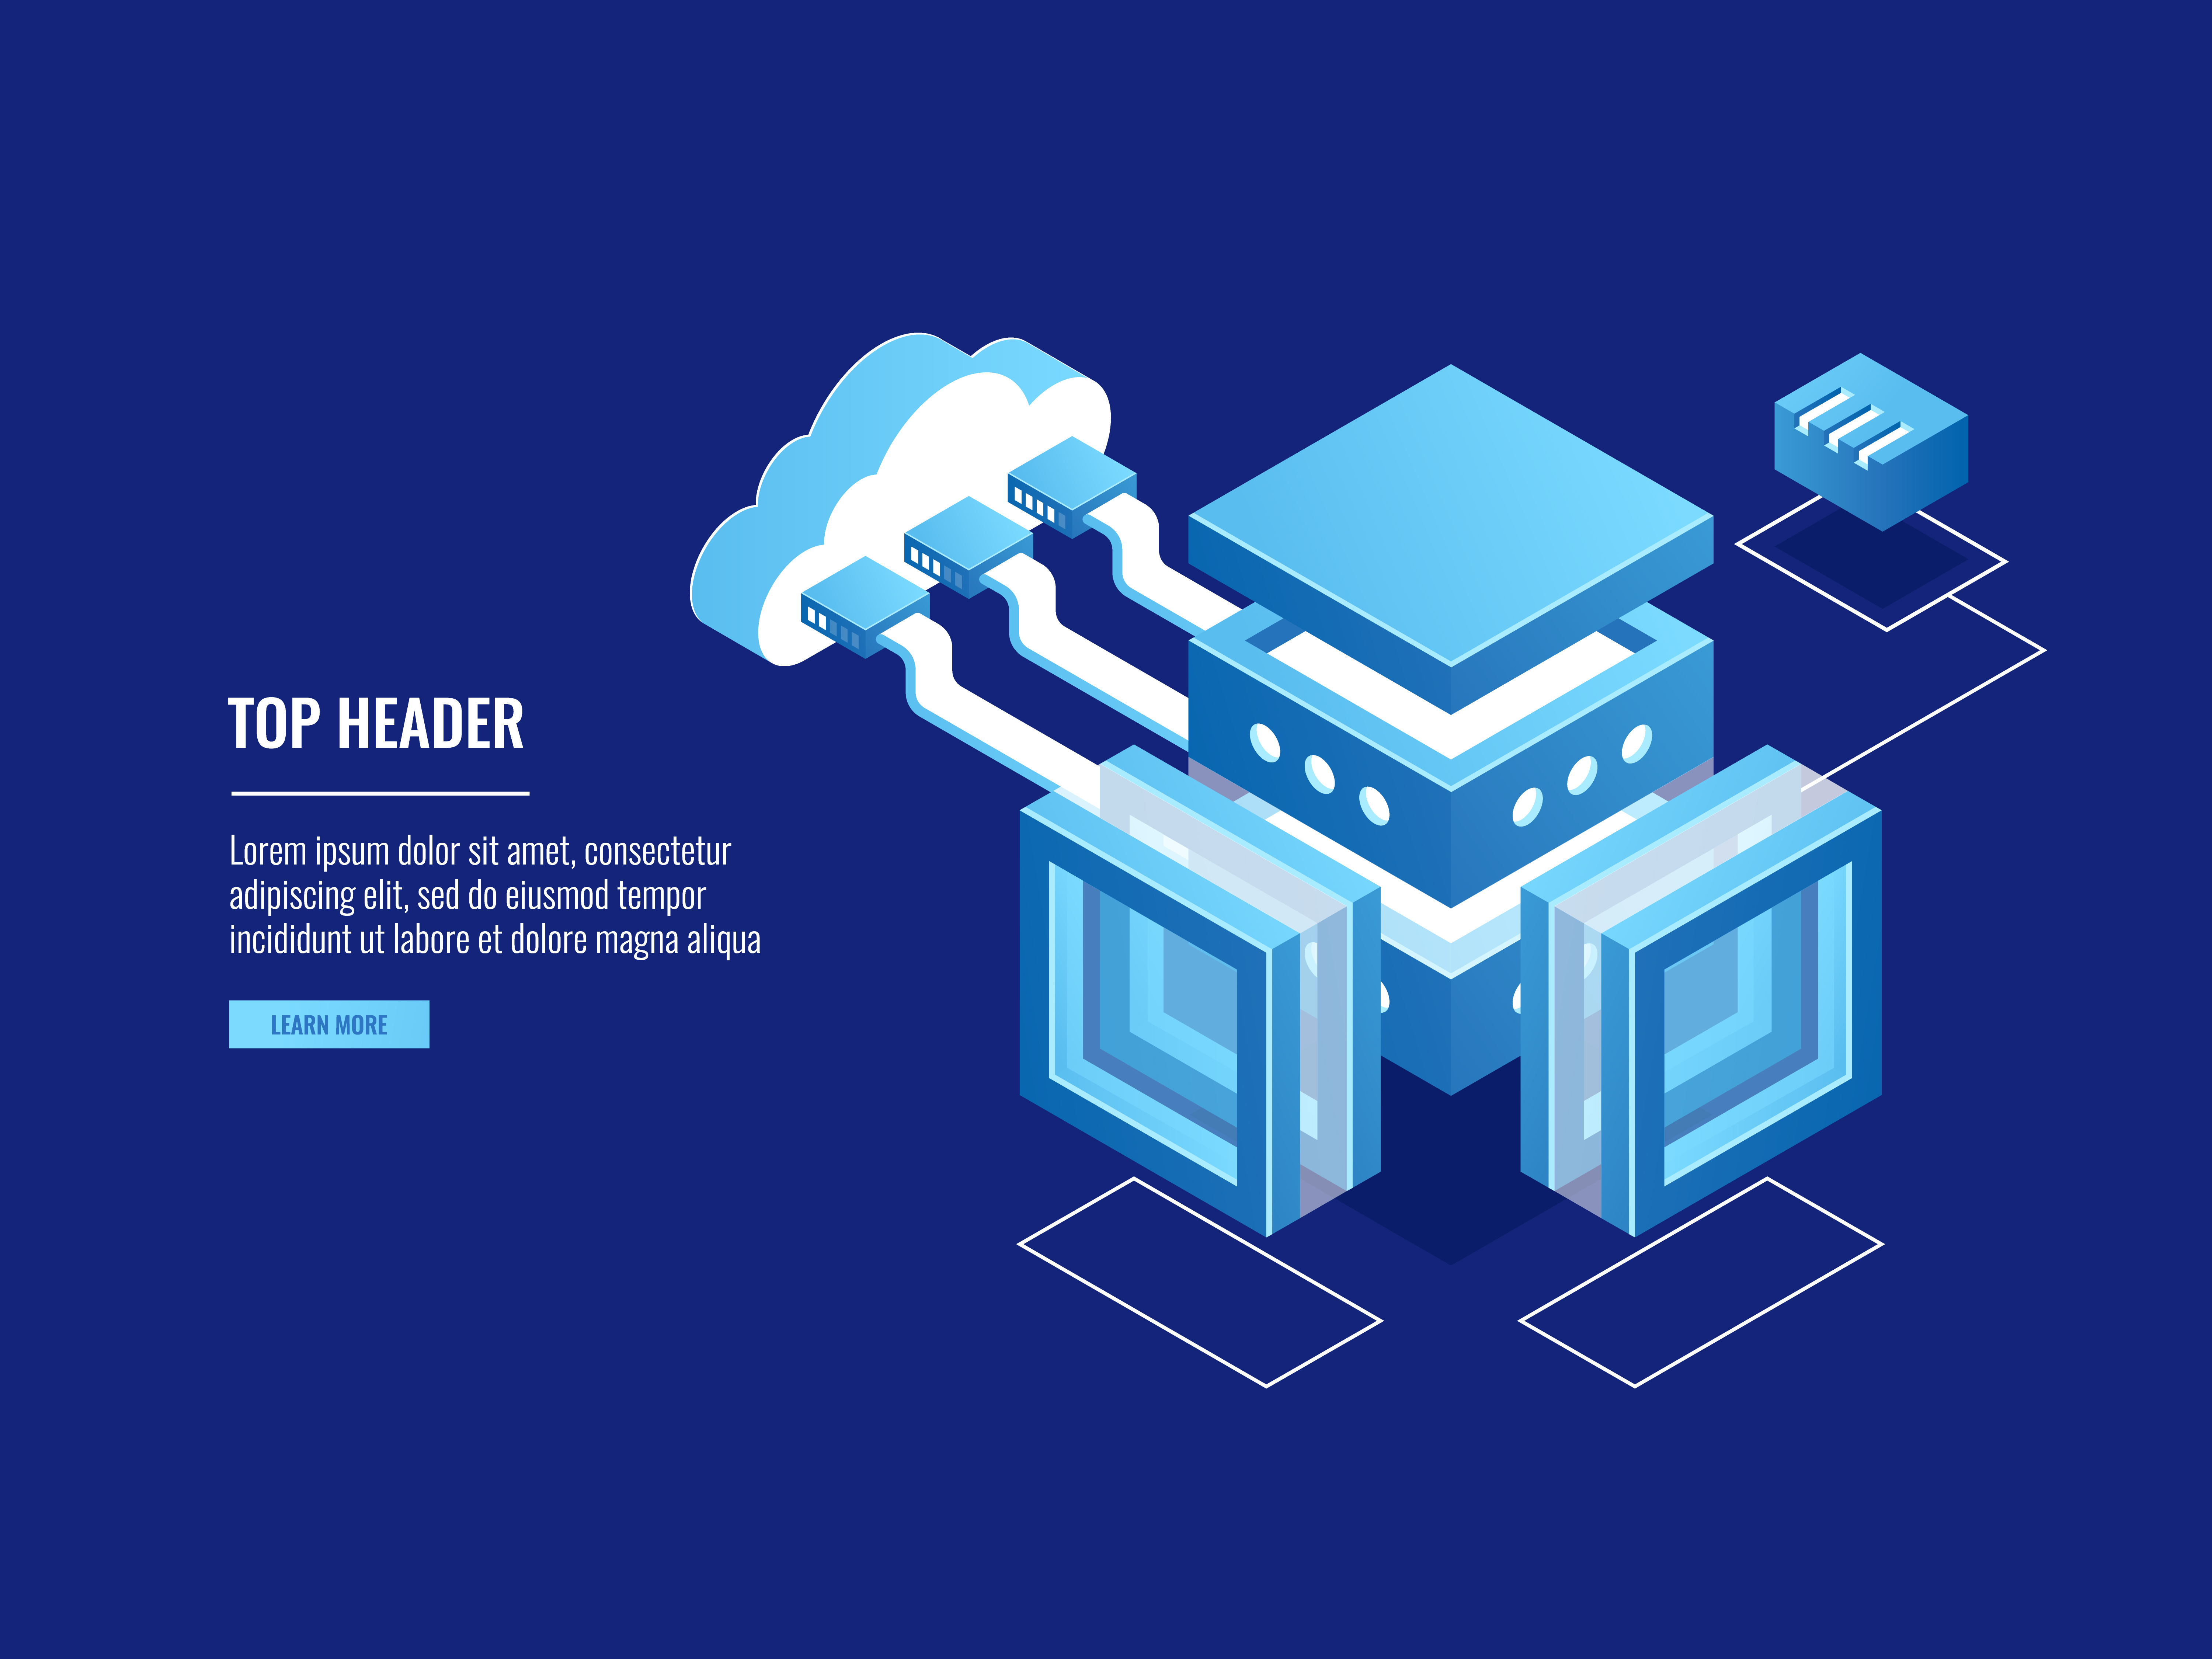 TOP HEADER
Lorem ipsum dolor sit amet, consectetur
adipiscing elit, sed do eiusmod tempor
incididunt ut labore et dolore magna aliqua
LEARN MORE